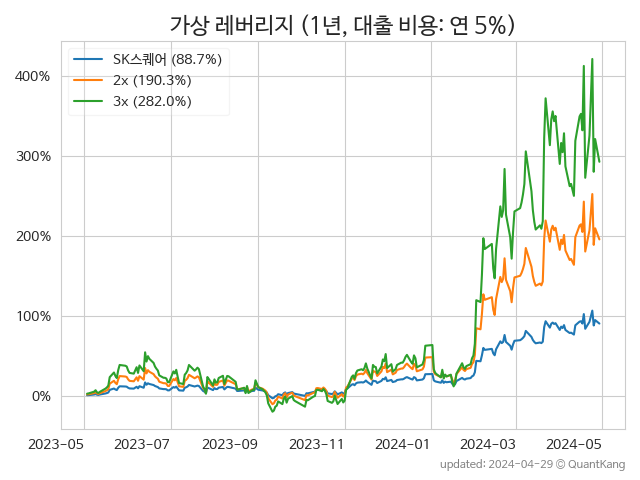 가상 레버리지 (1년, 대출 비용: 연 5%)
SK스퀘어 (88.7%)
2x (190.3%)
3x (282.0%)
400%
300%
200%
100%
0%
2023-05 2023-07 2023-09 2023-11 2024-01 2024-03 2024-05
updated: 2024-04-29 © QuantKang